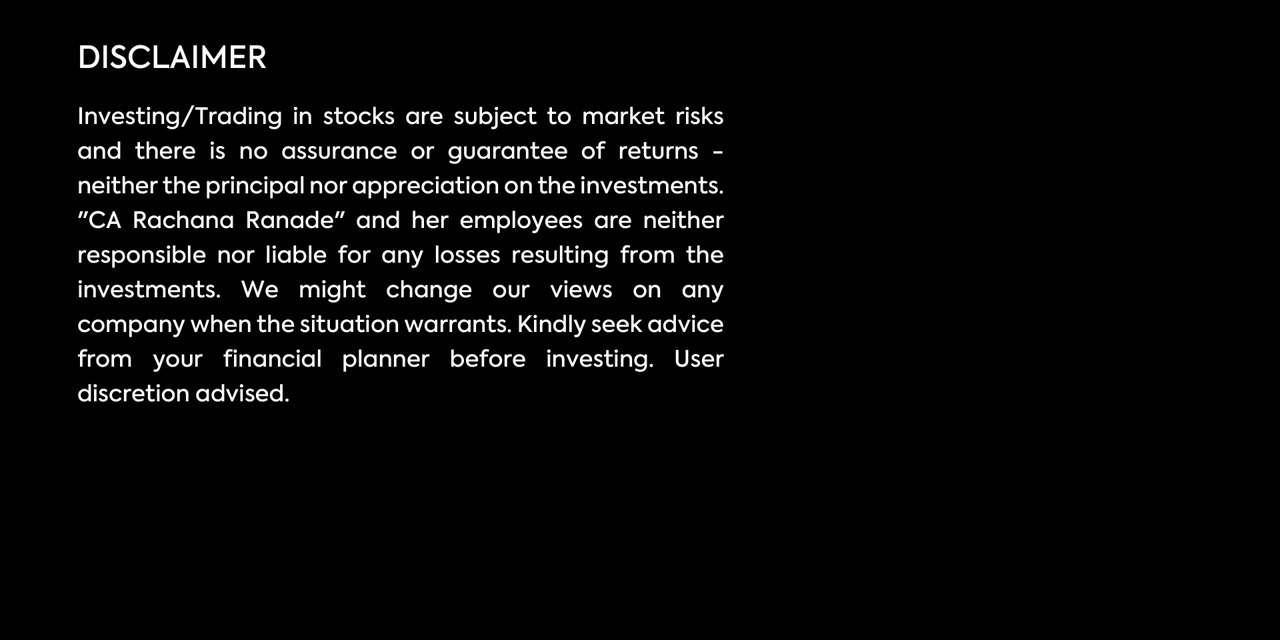 DISCLAIMER
Investing/Trading in stocks are subject to market risks
and there is no assurance or guarantee of returns -
neither the principal nor appreciation on the investments.
"CA Rachana Ranade" and her employees are neither
responsible nor liable for any losses resulting from the
investments. We might change our views on any
company when the situation warrants. Kindly seek advice
from your financial planner before investing. User
discretion advised.